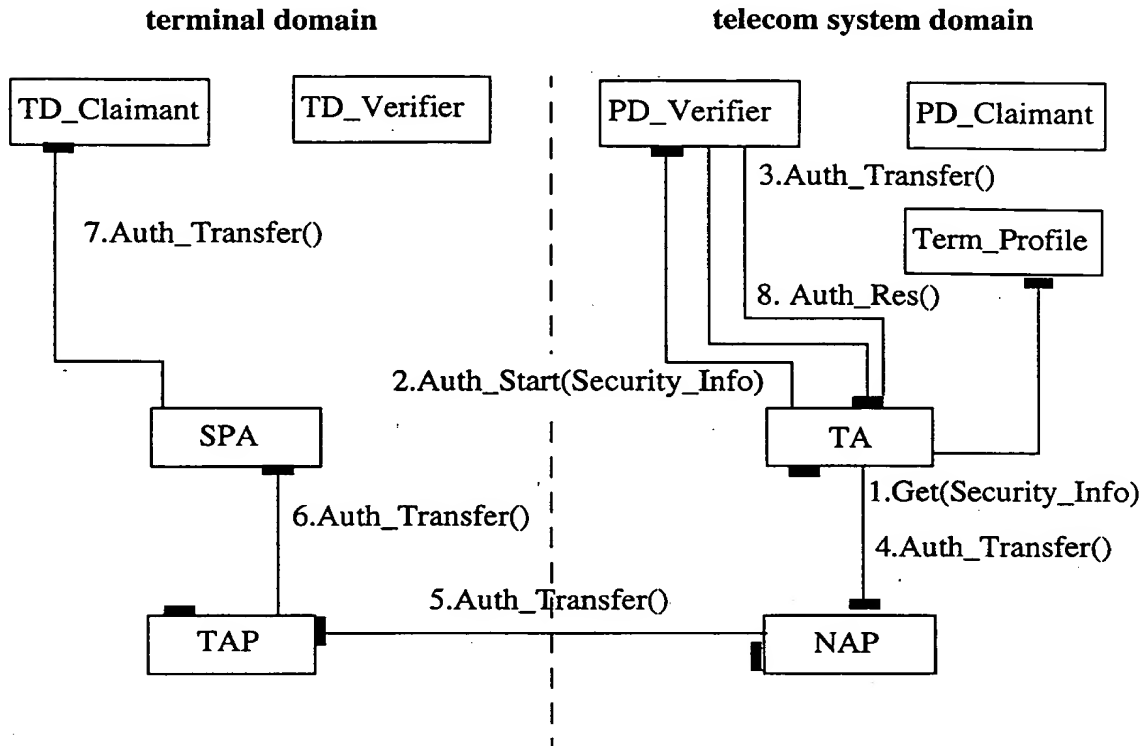 terminal domain
telecom system domain
TD_Claimant
TD_Verifier
PD_Verifier
PD_Claimant
3.Auth_Transfer()
7.Auth_Transfer()
Term_Profile
8. Auth_Res()
2.Auth_Start(Security_Info)
SPA
TA
1.Get(Security_Info)
6.Auth_Transfer()
4.Auth_Transfer()
5.Auth_Transfer()
TAP
NAP